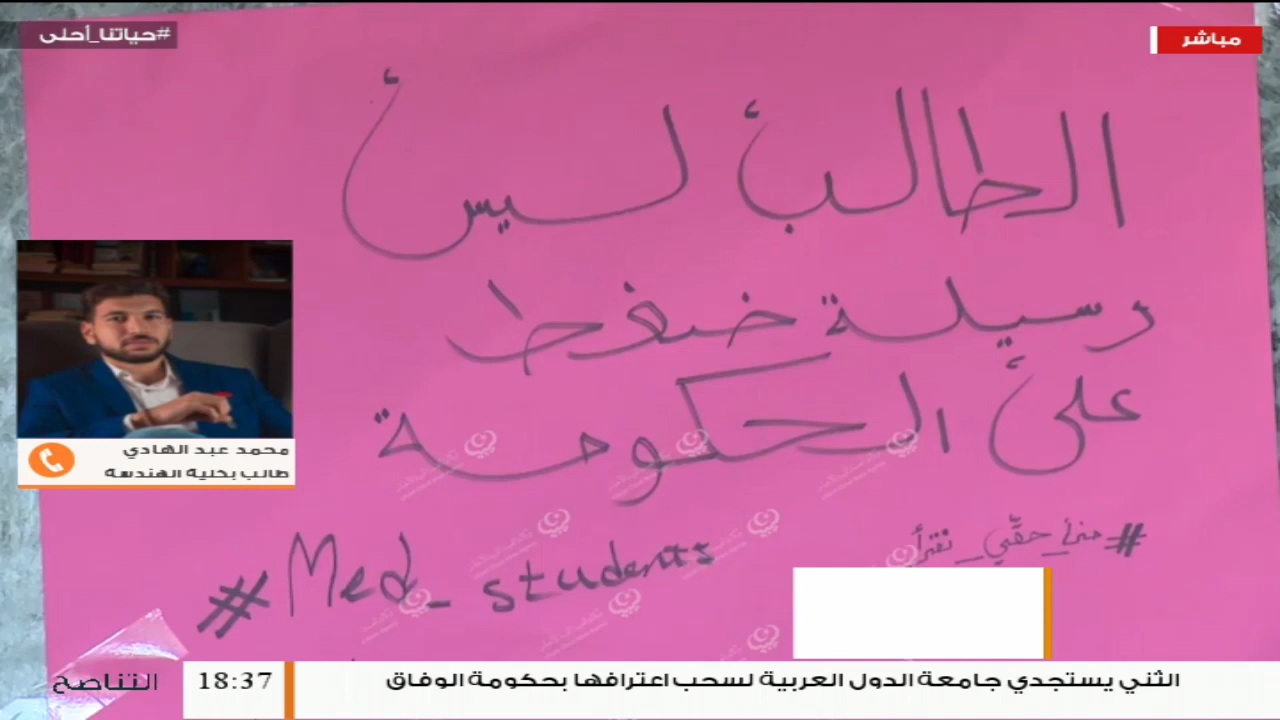 #حياتنا_أحلى
مباشر
الطالب ليس
وسيلة ضغط
على الحكومة
#من_حقي_نقرأ
#Med_students
محمد عبد الهادي
طالب بكلية الهندسة
التناصح
18:37
الثني يستجدي جامعة الدول العربية لسحب اعترافها بحكومة الوفاق